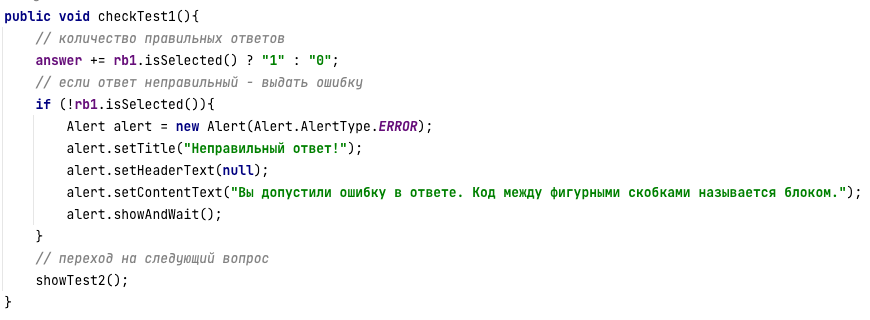 public void checkTest1(){
    // количество правильных ответов
    answer += rb1.isSelected() ? "1" : "0";
    // если ответ неправильный - выдать ошибку
    if (!rb1.isSelected()){
        Alert alert = new Alert(Alert.AlertType.ERROR);
        alert.setTitle("Неправильный ответ!");
        alert.setHeaderText(null);
        alert.setContentText("Вы допустили ошибку в ответе. Код между фигурными скобками называется блоком.");
        alert.showAndWait();
    }
    // переход на следующий вопрос
    showTest2();
}